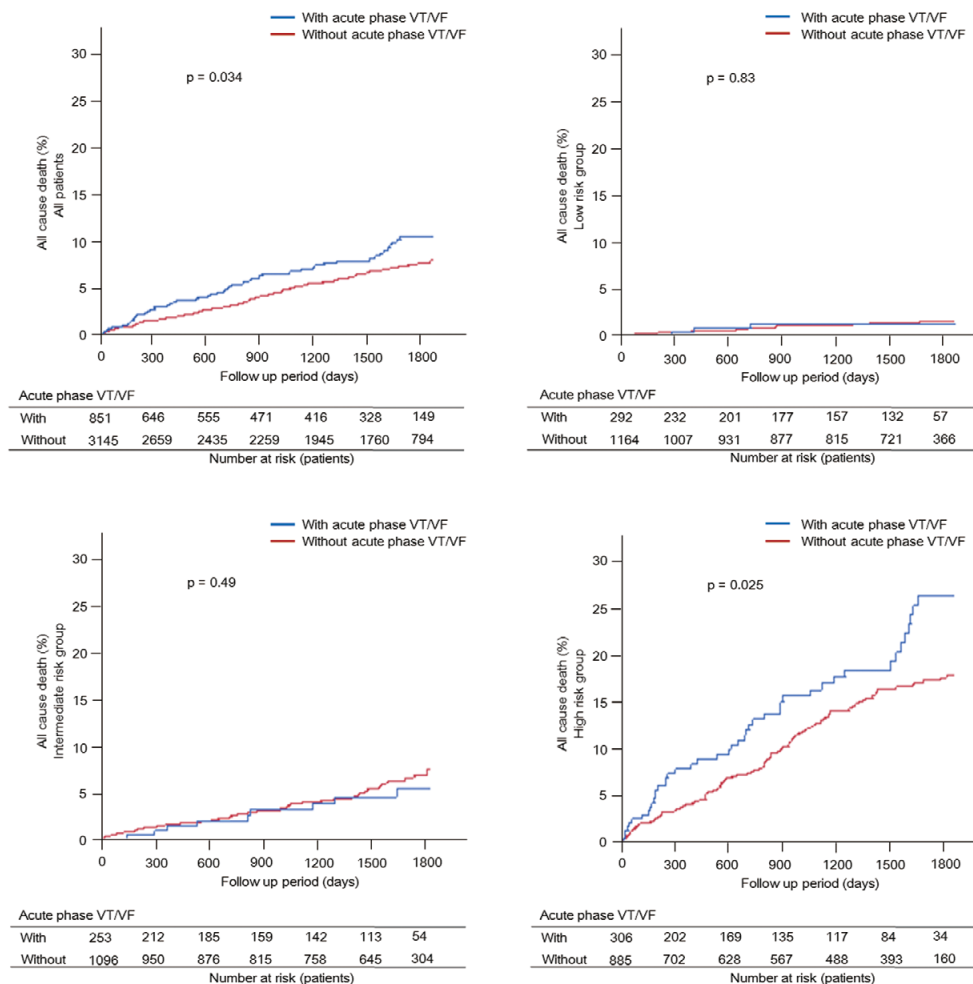 With acute phase VT/VF
Without acute phase VT/VF
p = 0.034
All cause death (%)
All patients
30
25
20
15
10
5
0
0 300 600 900 1200 1500 1800
Follow up period (days)
Acute phase VT/VF
With 851 646 555 471 416 328 149
Without 3145 2659 2435 2259 1945 1760 794
Number at risk (patients)
With acute phase VT/VF
Without acute phase VT/VF
p = 0.83
All cause death (%)
Low risk group
30
25
20
15
10
5
0
0 300 600 900 1200 1500 1800
Follow up period (days)
Acute phase VT/VF
With 292 232 201 177 157 132 57
Without 1164 1007 931 877 815 721 366
Number at risk (patients)
With acute phase VT/VF
Without acute phase VT/VF
p = 0.49
All cause death (%)
Intermediate risk group
30
25
20
15
10
5
0
0 300 600 900 1200 1500 1800
Follow up period (days)
Acute phase VT/VF
With 253 212 185 159 142 113 54
Without 1096 950 876 815 758 645 304
Number at risk (patients)
With acute phase VT/VF
Without acute phase VT/VF
p = 0.025
All cause death (%)
High risk group
30
25
20
15
10
5
0
0 300 600 900 1200 1500 1800
Follow up period (days)
Acute phase VT/VF
With 306 202 169 135 117 84 34
Without 885 702 628 567 488 393 160
Number at risk (patients)